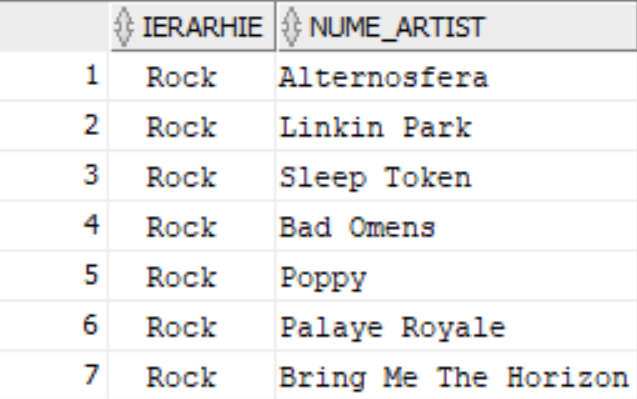 IERARHIE NUME_ARTIST
1 Rock Alternosfera
2 Rock Linkin Park
3 Rock Sleep Token
4 Rock Bad Omens
5 Rock Poppy
6 Rock Palaye Royale
7 Rock Bring Me The Horizon